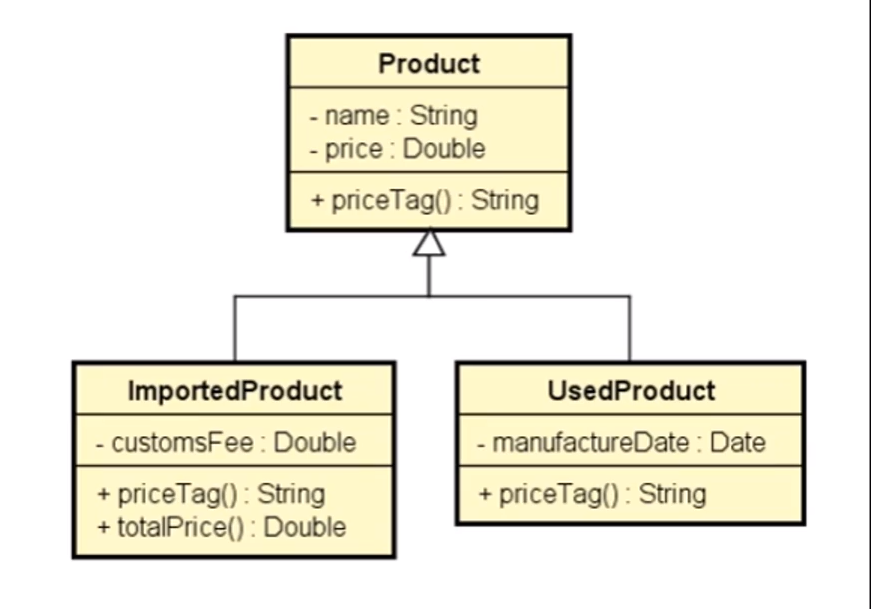 Product
- name : String
- price : Double
+ priceTag() : String
ImportedProduct
- customsFee : Double
+ priceTag() : String
+ totalPrice() : Double
UsedProduct
- manufactureDate : Date
+ priceTag() : String